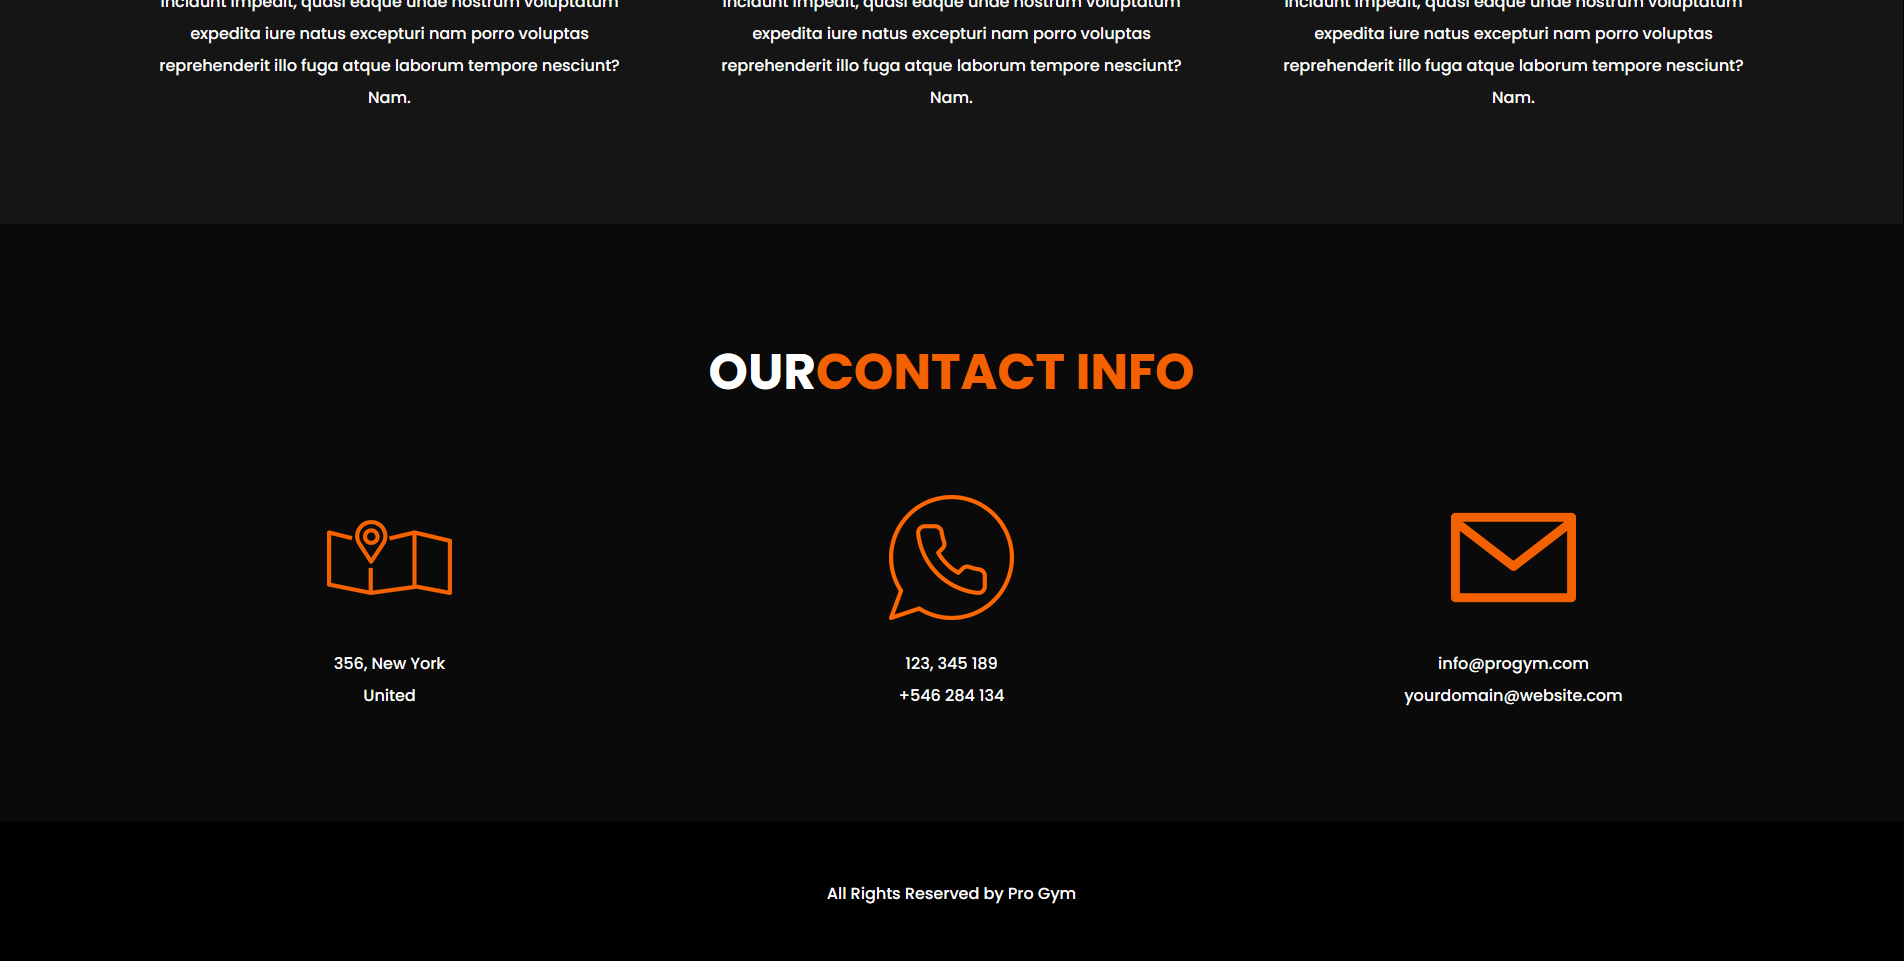 incidunt impedit, quasi eaque unde nostrum voluptatum
expedita iure natus excepturi nam porro voluptas
reprehenderit illo fuga atque laborum tempore nesciunt?
Nam.
incidunt impedit, quasi eaque unde nostrum voluptatum
expedita iure natus excepturi nam porro voluptas
reprehenderit illo fuga atque laborum tempore nesciunt?
Nam.
incidunt impedit, quasi eaque unde nostrum voluptatum
expedita iure natus excepturi nam porro voluptas
reprehenderit illo fuga atque laborum tempore nesciunt?
Nam.
OURCONTACT INFO
356, New York
United
123, 345 189
+546 284 134
info@progym.com
yourdomain@website.com
All Rights Reserved by Pro Gym